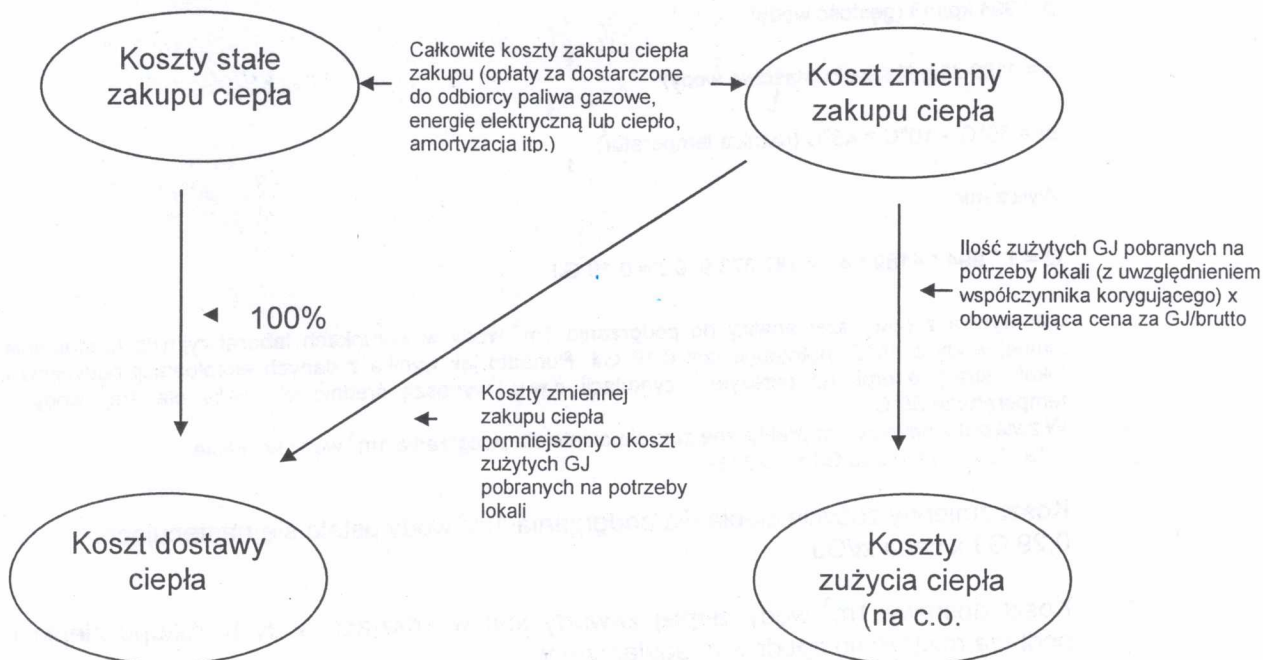 Koszty stałe
zakupu ciepła
Całkowite koszty zakupu ciepła
zakupu (opłaty za dostarczone
do odbiorcy paliwa gazowe,
energię elektryczną lub ciepło,
amortyzacja itp.)
Koszt zmienny
zakupu ciepła
Ilość zużytych GJ pobranych na
potrzeby lokali (z uwzględnieniem
współczynnika korygującego) x
obowiązująca cena za GJ/brutto
100%
Koszty zmiennej
zakupu ciepła
pomniejszony o koszt
zużytych GJ
pobranych na potrzeby
lokali
Koszt dostawy
ciepła
Koszty
zużycia ciepła
(na c.o.